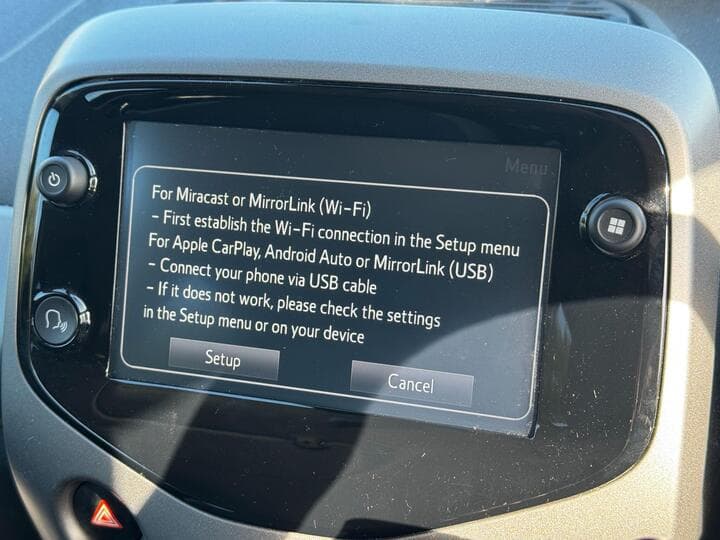 Menu
For Miracast or MirrorLink (Wi-Fi)
- First establish the Wi-Fi connection in the Setup menu
For Apple CarPlay, Android Auto or MirrorLink (USB)
- Connect your phone via USB cable
- If it does not work, please check the settings
in the Setup menu or on your device
Setup
Cancel